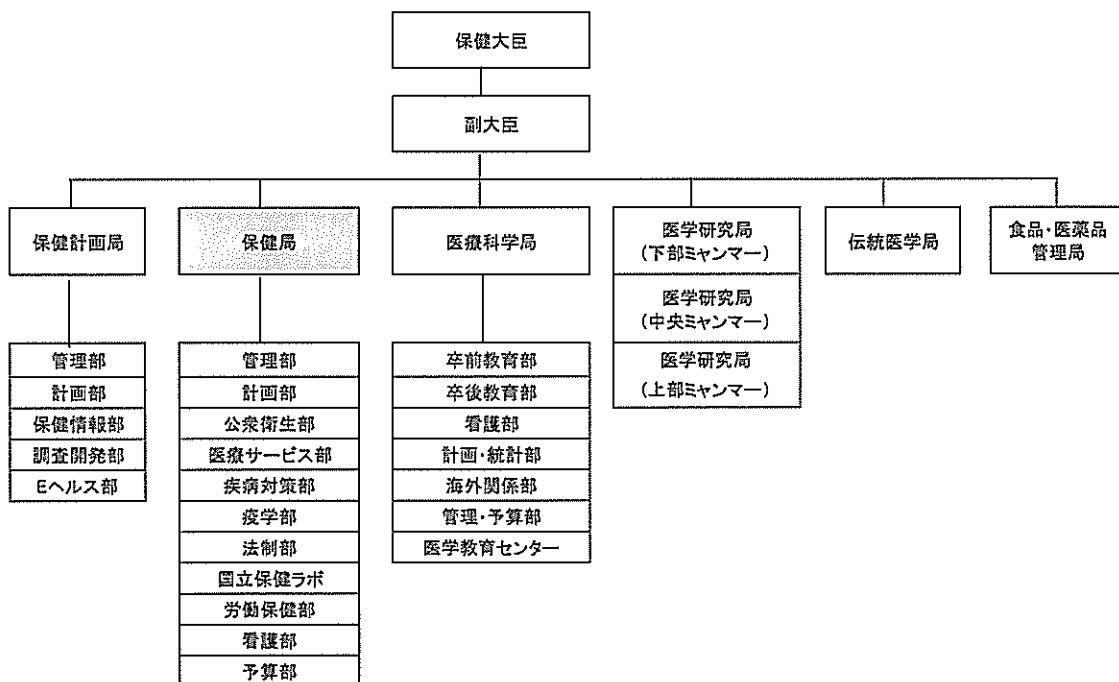 保健大臣
副大臣
保健計画局
保健局
医療科学局
医学研究局
(下部ミャンマー)
医学研究局
(中央ミャンマー)
医学研究局
(上部ミャンマー)
伝統医学局
食品・医薬品
管理局
管理部
計画部
保健情報部
調査開発部
Eヘルス部
管理部
計画部
公衆衛生部
医療サービス部
疾病対策部
疫学部
法制部
国立保健ラボ
労働保健部
看護部
予算部
卒前教育部
卒後教育部
看護部
計画・統計部
海外関係部
管理・予算部
医学教育センター